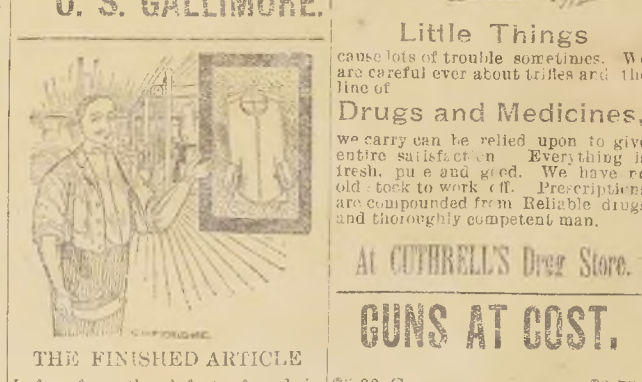 U. S. GALLIMORE.
THE FINISHED ARTICLE
Little Things
cause lots of trouble sometimes. We
are careful ever about trifles and the
line of
Drugs and Medicines,
we carry can be relied upon to give
entire satisfaction Everything is
fresh, pure and good. We have no
old stock to work off. Prescriptions
are compounded from Reliable drugs
and thoroughly competent man.
At CUTHRELL'S Drug Store.
GUNS AT COST.